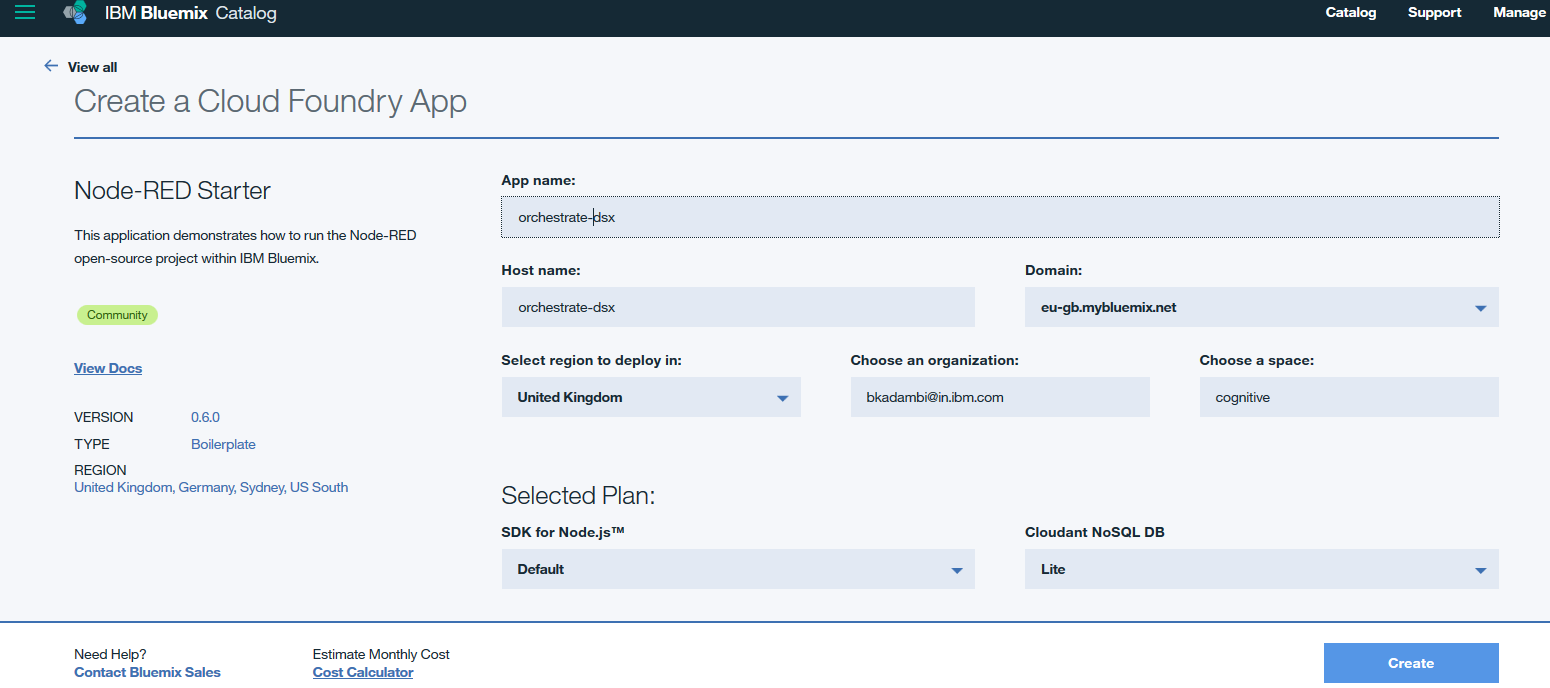 IBM Bluemix Catalog
Catalog Support Manage
View all
Create a Cloud Foundry App
Node-RED Starter
This application demonstrates how to run the Node-RED
open-source project within IBM Bluemix.
Community
View Docs
VERSION 0.6.0
TYPE Boilerplate
REGION
United Kingdom, Germany, Sydney, US South
App name:
orchestrate-dsx
Host name:
orchestrate-dsx
Domain:
eu-gb.mybluemix.net
Select region to deploy in:
United Kingdom
Choose an organization:
bkadambi@in.ibm.com
Choose a space:
cognitive
Selected Plan:
SDK for Node.js™
Default
Cloudant NoSQL DB
Lite
Need Help?
Contact Bluemix Sales
Estimate Monthly Cost
Cost Calculator
Create